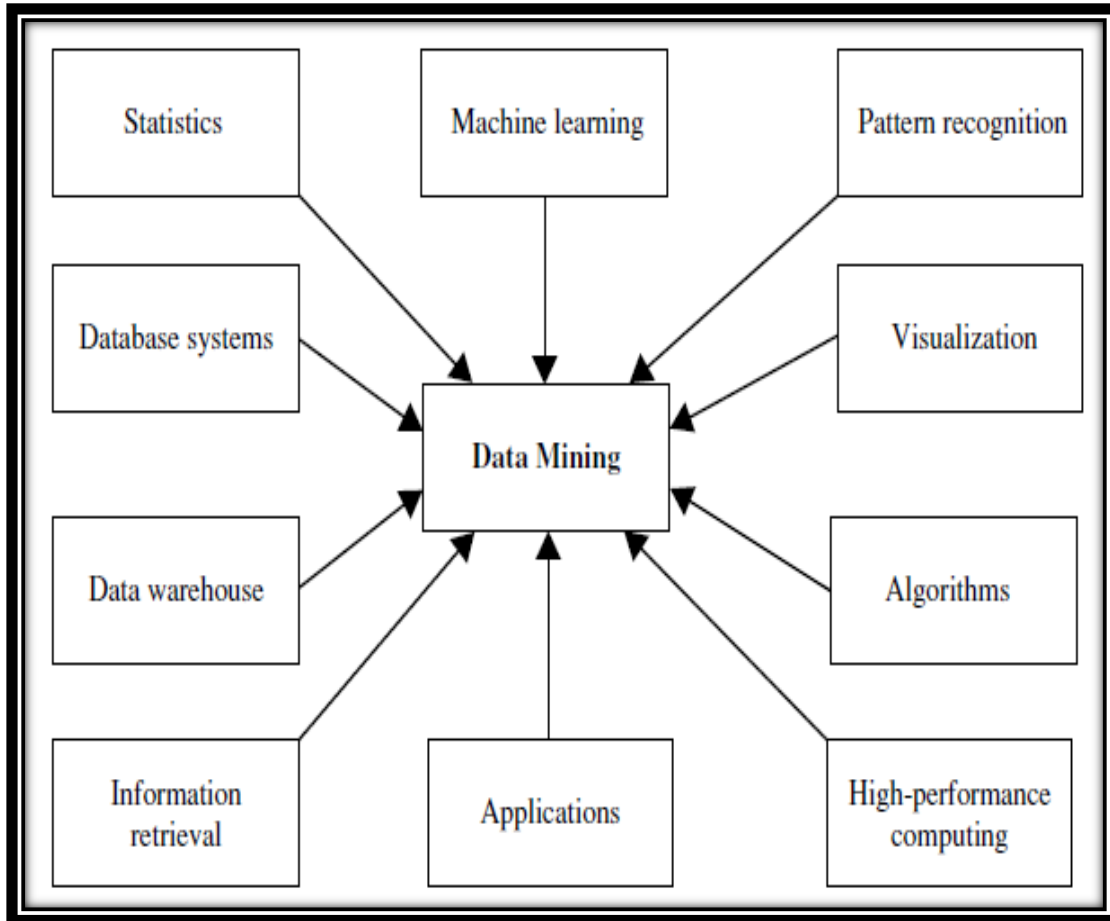 Statistics
Machine learning
Pattern recognition
Database systems
Visualization
Data Mining
Data warehouse
Algorithms
Information
retrieval
Applications
High-performance
computing